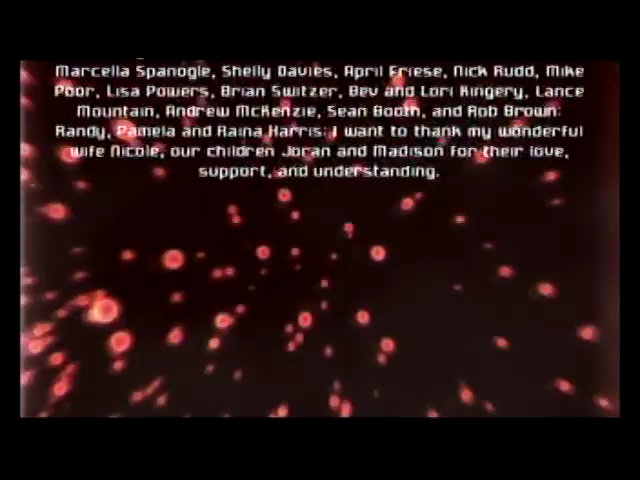 Marcella Spanogle, Shelly Davies, April Friese, Nick Rudd, Mike
Poor, Lisa Powers, Brian Switzer, Bev and Lori Kingery, Lance
Mountain, Andrew McKenzie, Sean Booth, and Rob Brown;
Randy, Pamela and Raina Harris; I want to thank my wonderful
wife Nicole, our children Joran and Madison for their love,
support, and understanding.